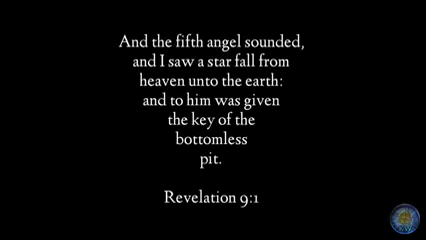 And the fifth angel sounded,
and I saw a star fall from
heaven unto the earth:
and to him was given
the key of the
bottomless
pit.
Revelation 9:1